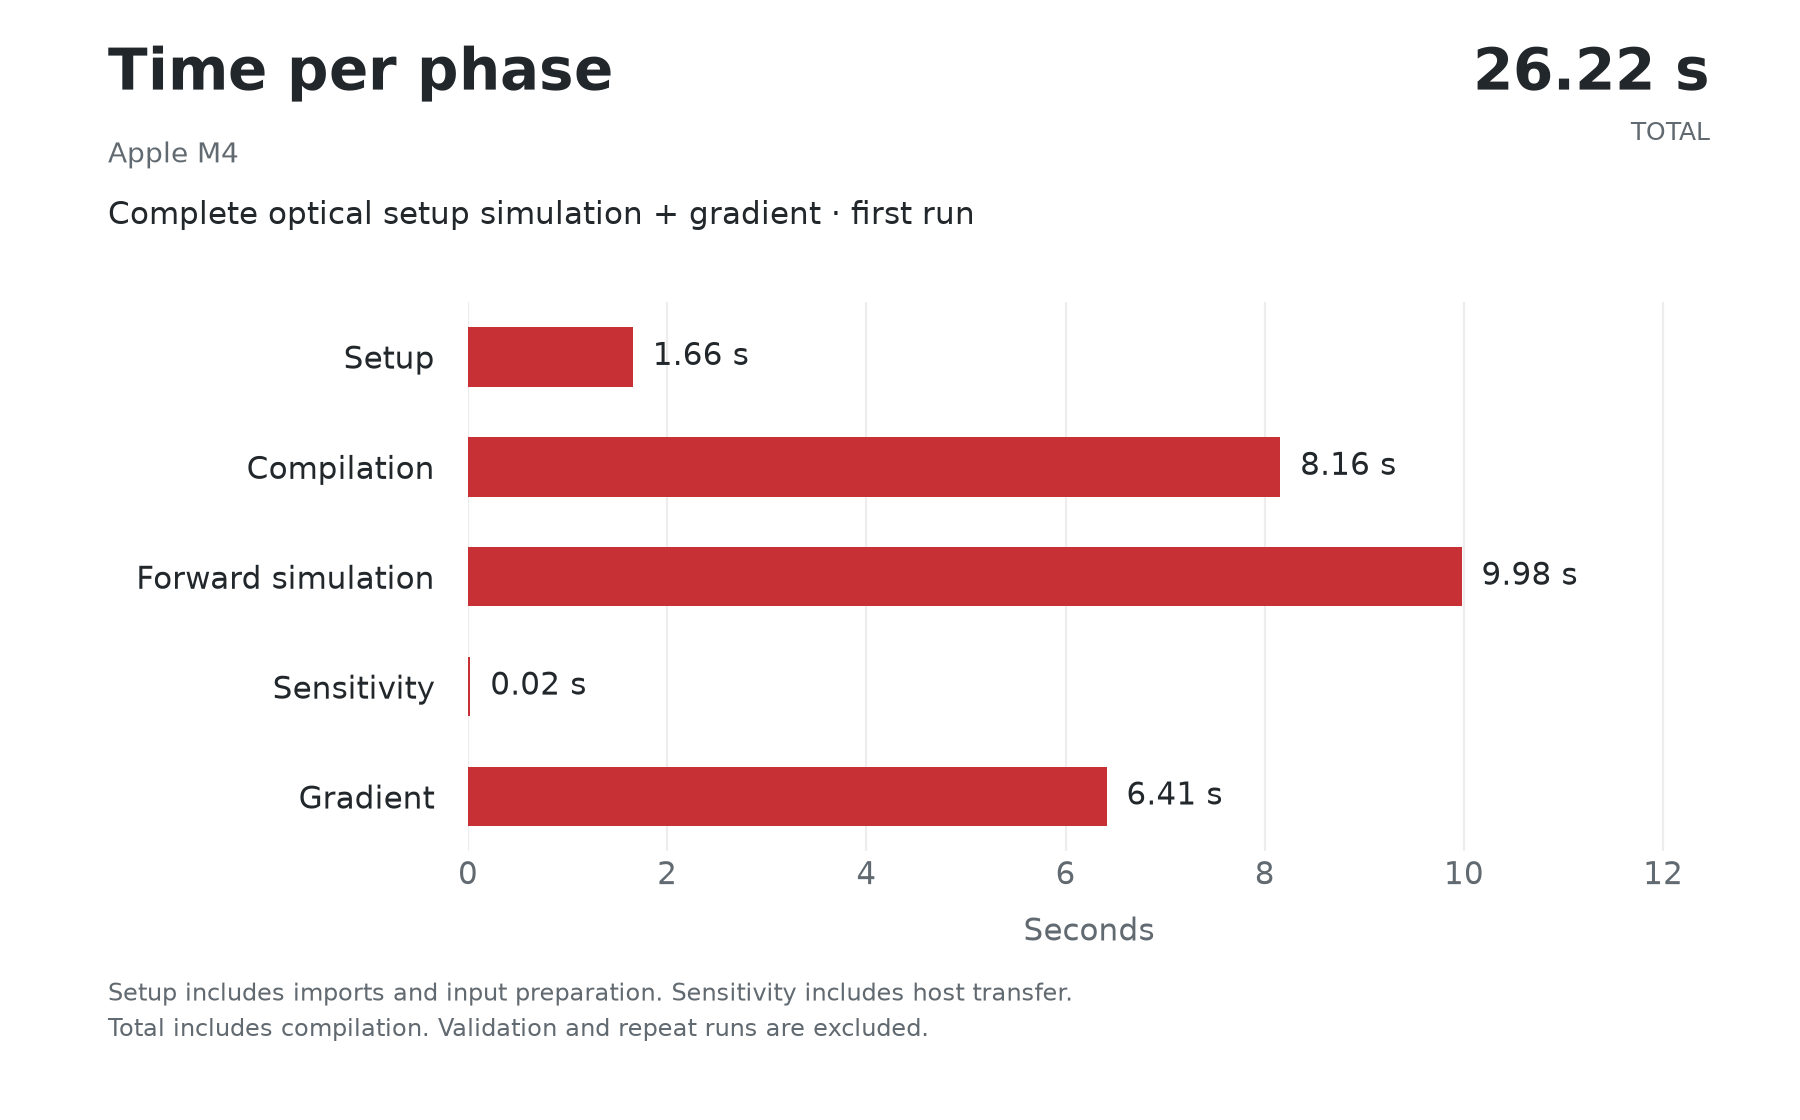 Time per phase
26.22 s
TOTAL
Apple M4
Complete optical setup simulation + gradient · first run
Setup
1.66 s
Compilation
8.16 s
Forward simulation
9.98 s
Sensitivity
0.02 s
Gradient
6.41 s
0 2 4 6 8 10 12
Seconds
Setup includes imports and input preparation. Sensitivity includes host transfer.
Total includes compilation. Validation and repeat runs are excluded.